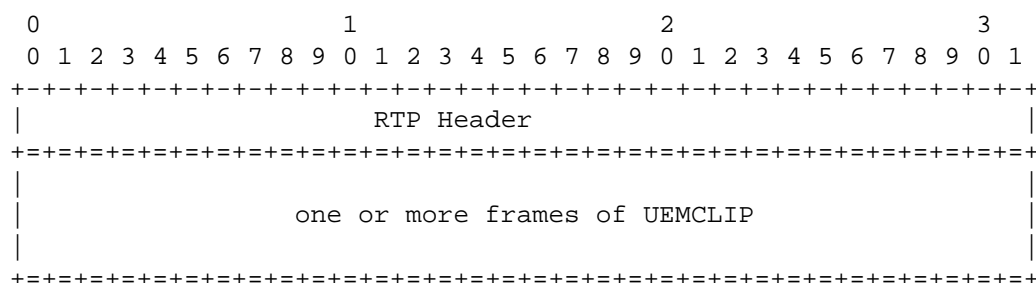 0                   1                   2                   3
 0 1 2 3 4 5 6 7 8 9 0 1 2 3 4 5 6 7 8 9 0 1 2 3 4 5 6 7 8 9 0 1
+-+-+-+-+-+-+-+-+-+-+-+-+-+-+-+-+-+-+-+-+-+-+-+-+-+-+-+-+-+-+-+-+
|                      RTP Header                               |
+=+=+=+=+=+=+=+=+=+=+=+=+=+=+=+=+=+=+=+=+=+=+=+=+=+=+=+=+=+=+=+=+
|                                                               |
|                 one or more frames of UEMCLIP                 |
|                                                               |
+=+=+=+=+=+=+=+=+=+=+=+=+=+=+=+=+=+=+=+=+=+=+=+=+=+=+=+=+=+=+=+=+